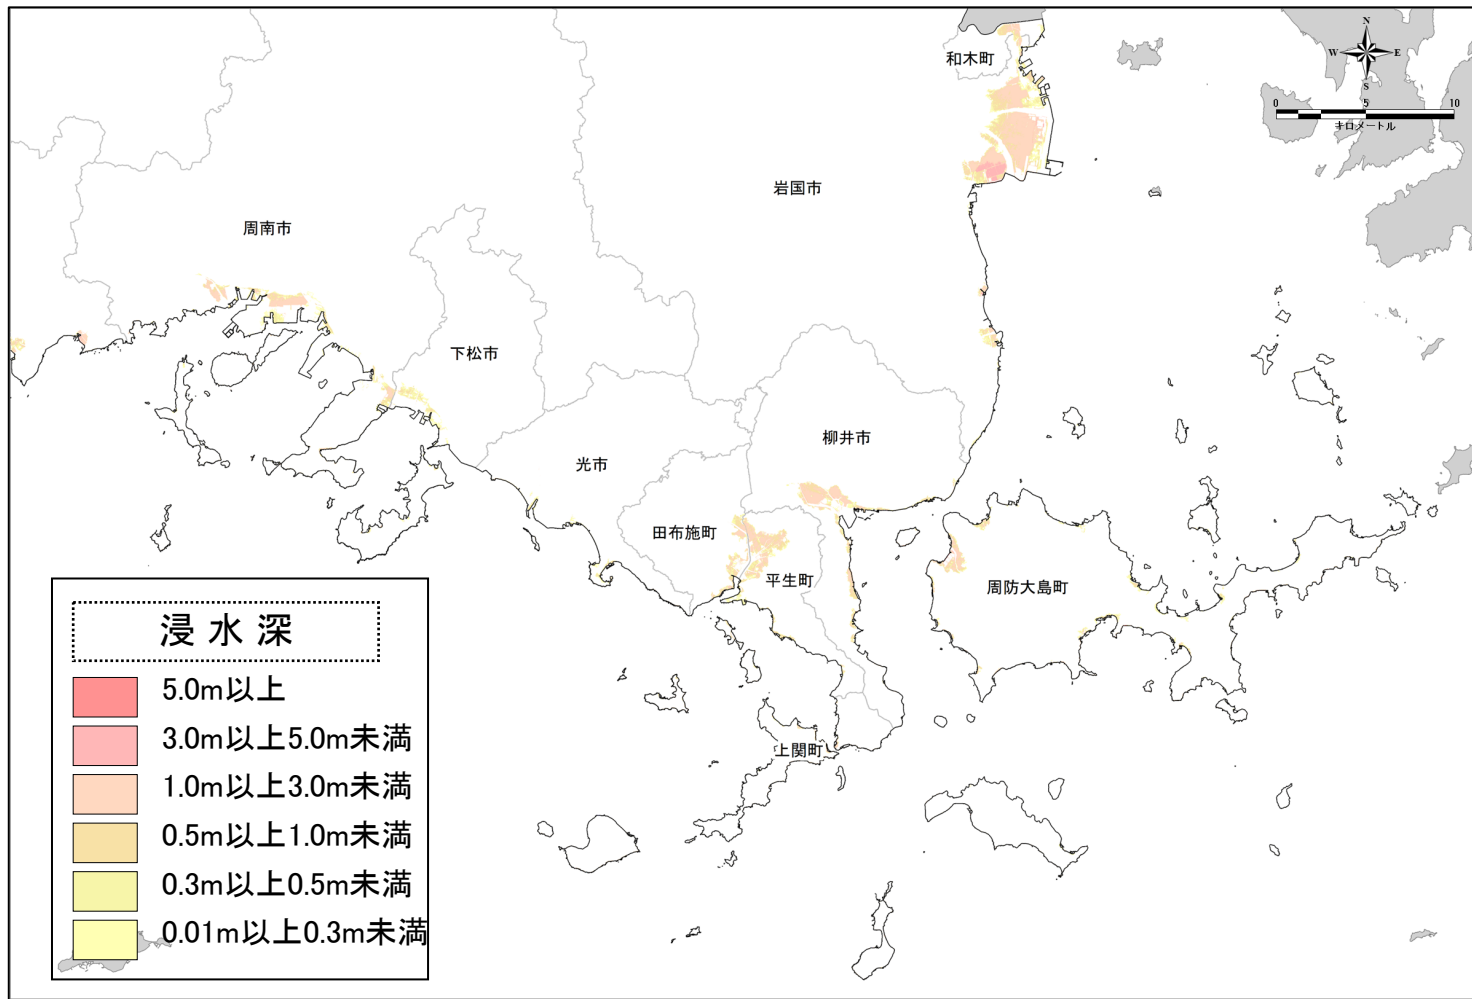 和木町
N
W
E
S
0
5
10
キロメートル
岩国市
周南市
下松市
柳井市
光市
田布施町
平生町
周防大島町
上関町
浸水深
5.0m以上
3.0m以上5.0m未満
1.0m以上3.0m未満
0.5m以上1.0m未満
0.3m以上0.5m未満
0.01m以上0.3m未満